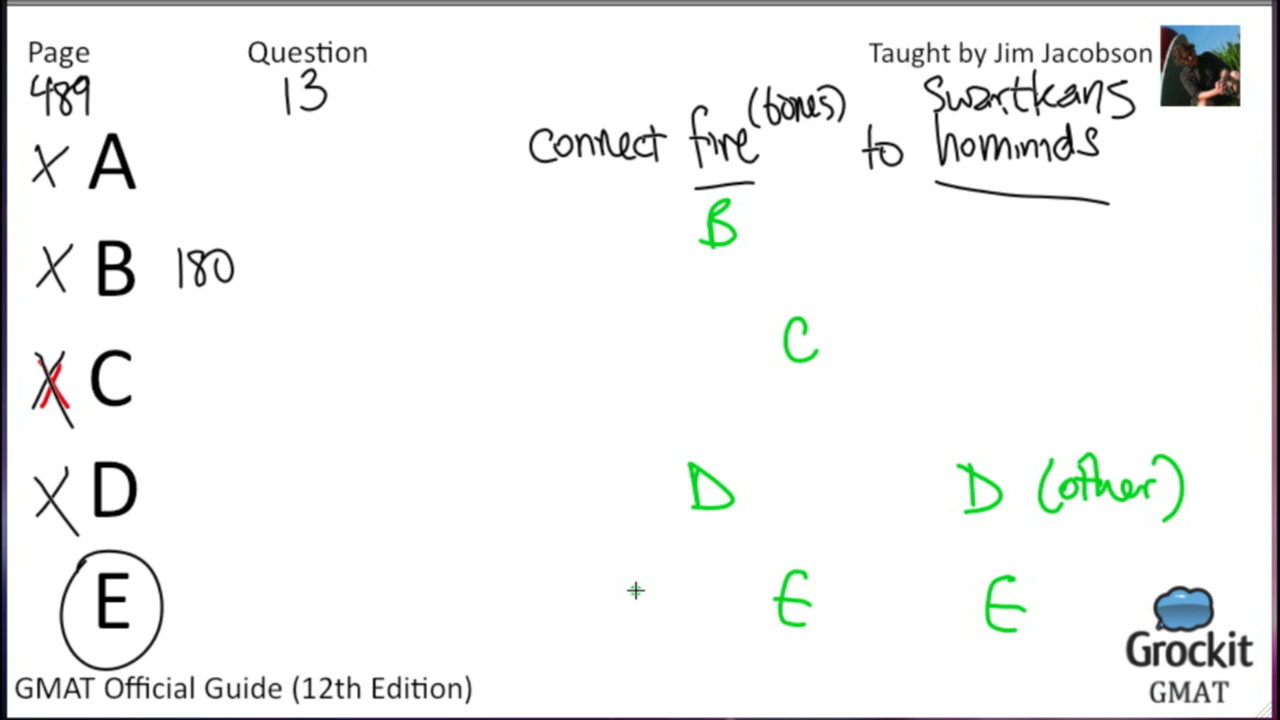 Page
Question
Taught by Jim Jacobson
489
13
connect fire (bones) to swartkans hominids
X A
B
X B 180
C
X C
X D
D
D (other)
E
E
E
GMAT Official Guide (12th Edition)
Grockit
GMAT